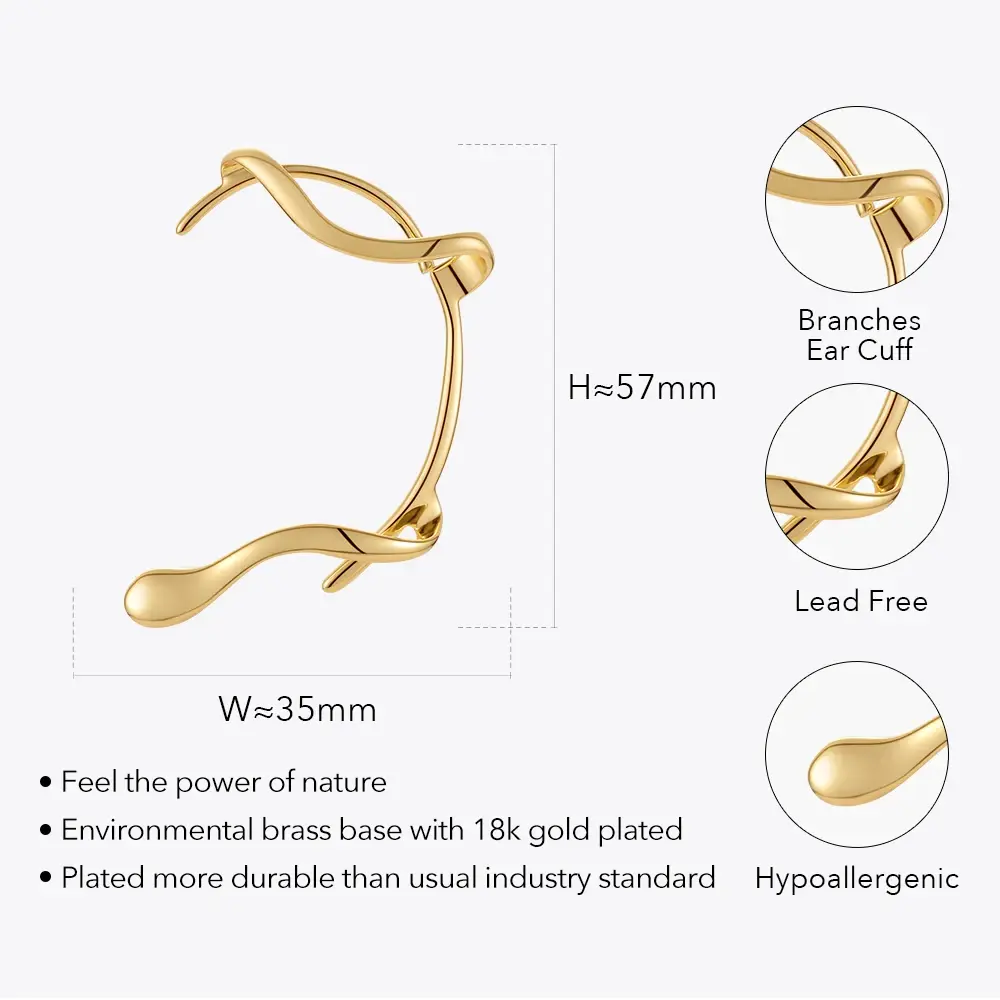 H≈57mm
W≈35mm
Branches
Ear Cuff
Lead Free
Hypoallergenic
• Feel the power of nature
• Environmental brass base with 18k gold plated
• Plated more durable than usual industry standard